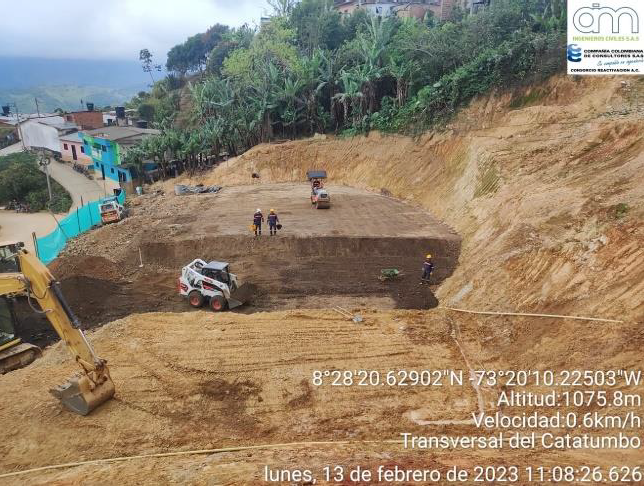 am
INGENIEROS CIVILES S.A.S
COMPAÑÍA COLOMBIANA
DE CONSULTORES S.A.S
CONSORCIO REACTIVACIÓN A.C.
8°28'20.62902"N 73°20'10.22503"W
Altitud:1075.8m
Velocidad:0.6km/h
Transversal del Catatumbo
lunes, 13 de febrero de 2023 11:08:26.626